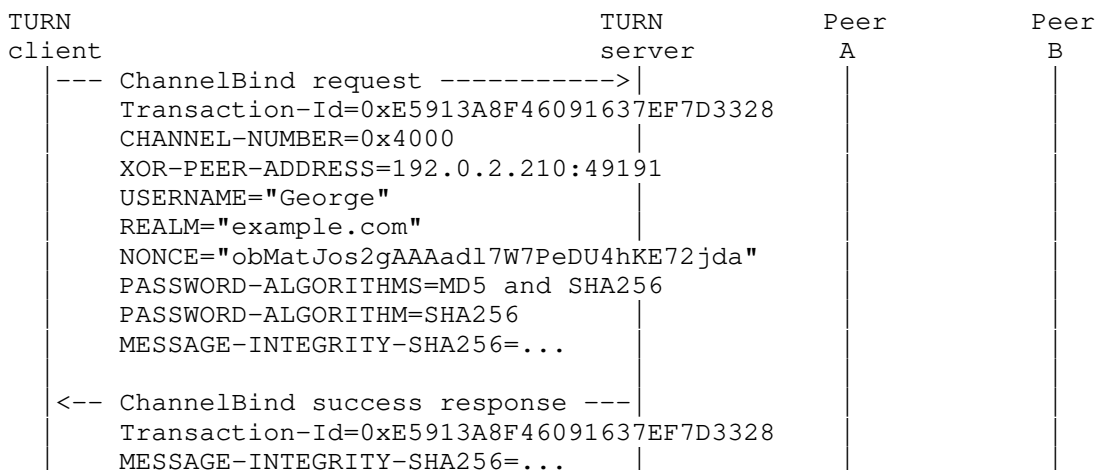 TURN TURN Peer Peer
client server A B
|--- ChannelBind request ----------->| | |
| Transaction-Id=0xE5913A8F46091637EF7D3328 | |
| CHANNEL-NUMBER=0x4000 | | |
| XOR-PEER-ADDRESS=192.0.2.210:49191 | |
| USERNAME="George" | | |
| REALM="example.com" | | |
| NONCE="obMatJos2gAAAadl7W7PeDU4hKE72jda" | |
| PASSWORD-ALGORITHMS=MD5 and SHA256 | |
| PASSWORD-ALGORITHM=SHA256 | | |
| MESSAGE-INTEGRITY-SHA256=... | | |
| | | |
|<-- ChannelBind success response ---| | |
| Transaction-Id=0xE5913A8F46091637EF7D3328 | |
| MESSAGE-INTEGRITY-SHA256=... | | |